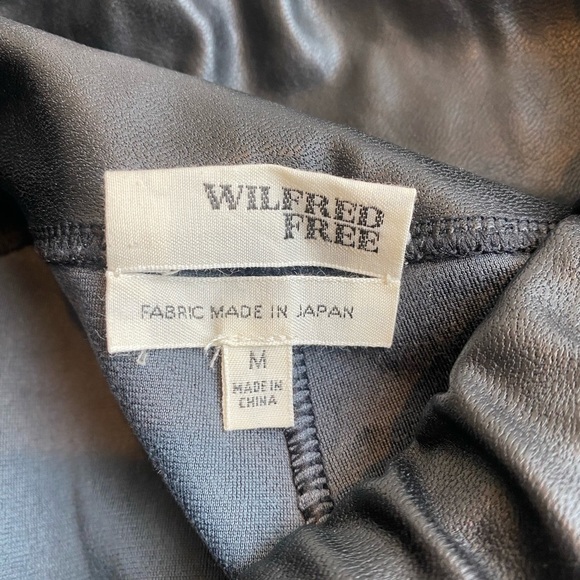 WILFRED
FREE
FABRIC MADE IN JAPAN
M
MADE IN
CHINA